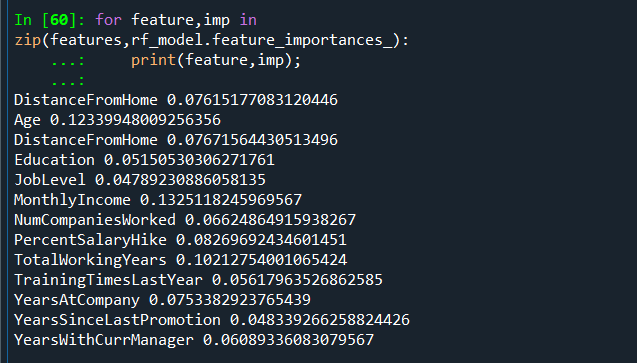 In [60]: for feature,imp in
zip(features,rf_model.feature_importances_):
...: print(feature,imp);
...:
DistanceFromHome 0.07615177083120446
Age 0.12339948009256356
DistanceFromHome 0.07671564430513496
Education 0.05150530306271761
JobLevel 0.04789230886058135
MonthlyIncome 0.1325118245969567
NumCompaniesWorked 0.06624864915938267
PercentSalaryHike 0.08269692434601451
TotalWorkingYears 0.10212754001065424
TrainingTimesLastYear 0.05617963526862585
YearsAtCompany 0.0753382923765439
YearsSinceLastPromotion 0.048339266258824426
YearsWithCurrManager 0.06089336083079567